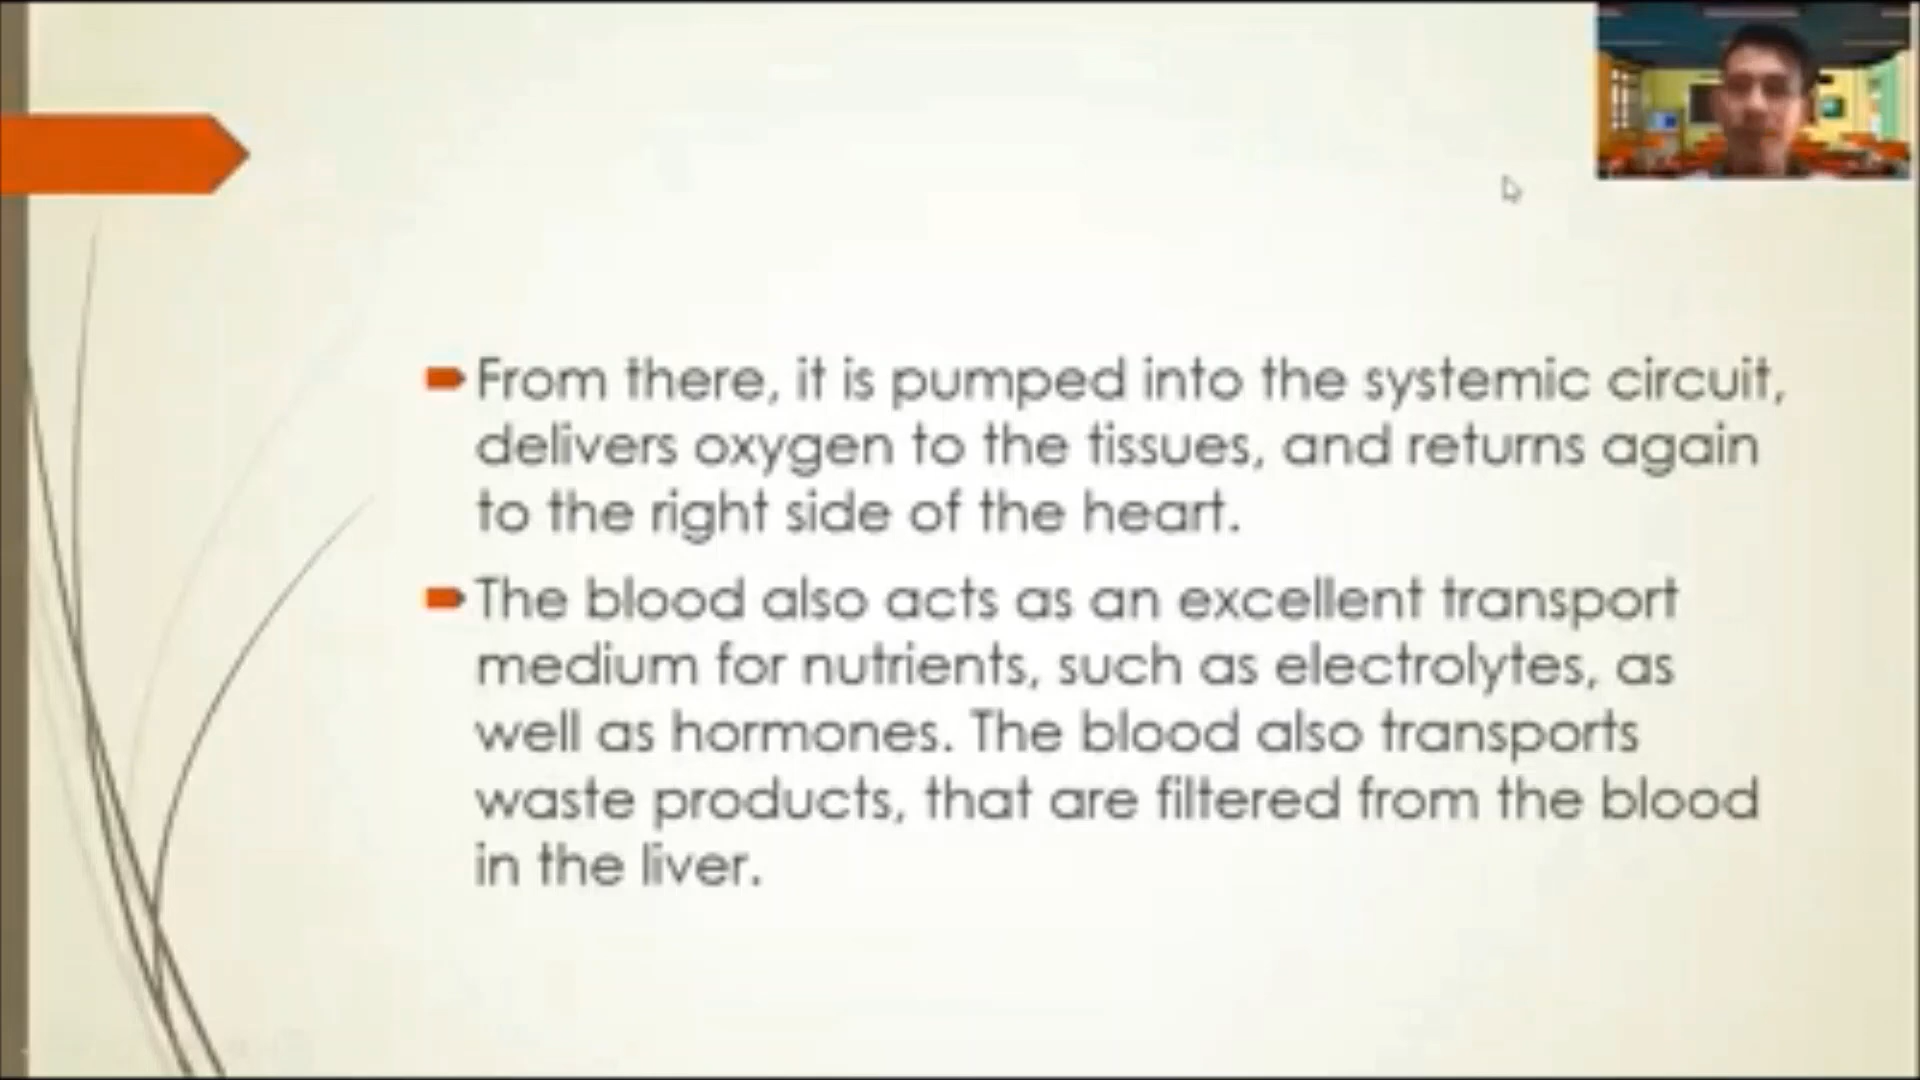 From there, it is pumped into the systemic circuit,
delivers oxygen to the tissues, and returns again
to the right side of the heart.
The blood also acts as an excellent transport
medium for nutrients, such as electrolytes, as
well as hormones. The blood also transports
waste products, that are filtered from the blood
in the liver.